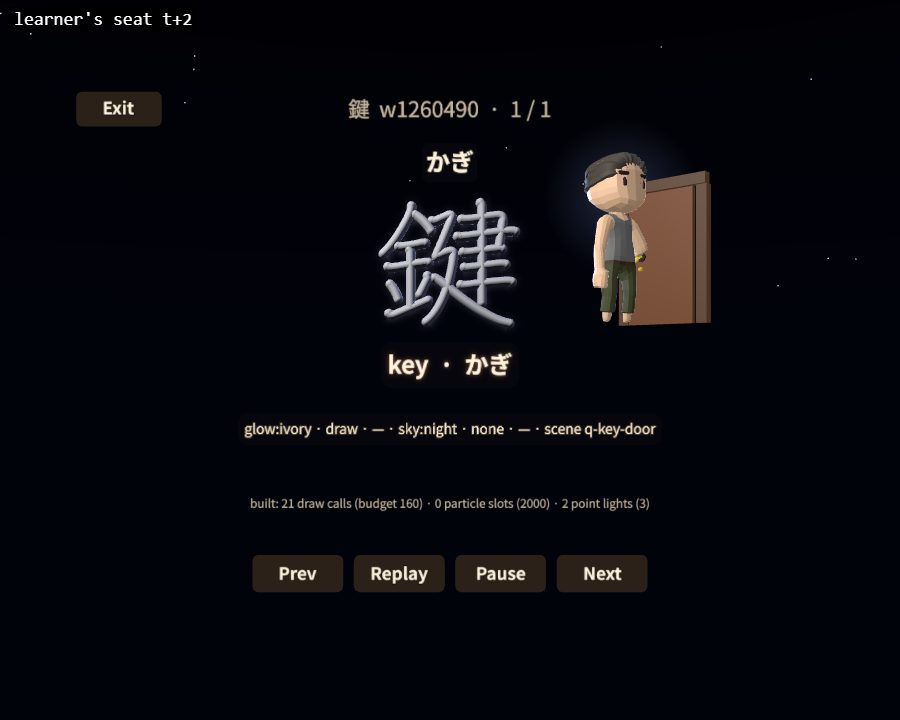 learner's seat t+2
Exit
鍵 w1260490 · 1 / 1
かぎ
鍵
key · かぎ
glow:ivory · draw · — · sky:night · none · — · scene q-key-door
built: 21 draw calls (budget 160) · 0 particle slots (2000) · 2 point lights (3)
Prev
Replay
Pause
Next